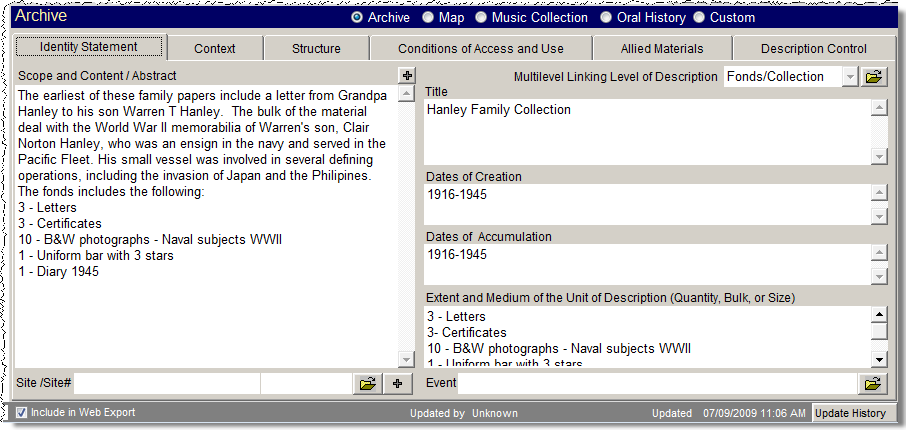 Archive
Archive Map Music Collection Oral History Custom
Identity Statement Context Structure Conditions of Access and Use Allied Materials Description Control
Scope and Content / Abstract
The earliest of these family papers include a letter from Grandpa
Hanley to his son Warren T Hanley.  The bulk of the material
deal with the World War II memorabilia of Warren's son, Clair
Norton Hanley, who was an ensign in the navy and served in the
Pacific Fleet. His small vessel was involved in several defining
operations, including the invasion of Japan and the Philipines.
The fonds includes the following:
3 - Letters
3 - Certificates
10 - B&W photographs - Naval subjects WWII
1 - Uniform bar with 3 stars
1 - Diary 1945
Site /Site#
Multilevel Linking Level of Description Fonds/Collection
Title
Hanley Family Collection
Dates of Creation
1916-1945
Dates of Accumulation
1916-1945
Extent and Medium of the Unit of Description (Quantity, Bulk, or Size)
3 - Letters
3- Certificates
10 - B&W photographs - Naval subjects WWII
1 - Uniform bar with 3 stars
Event
Include in Web Export Updated by Unknown Updated 07/09/2009 11:06 AM Update History